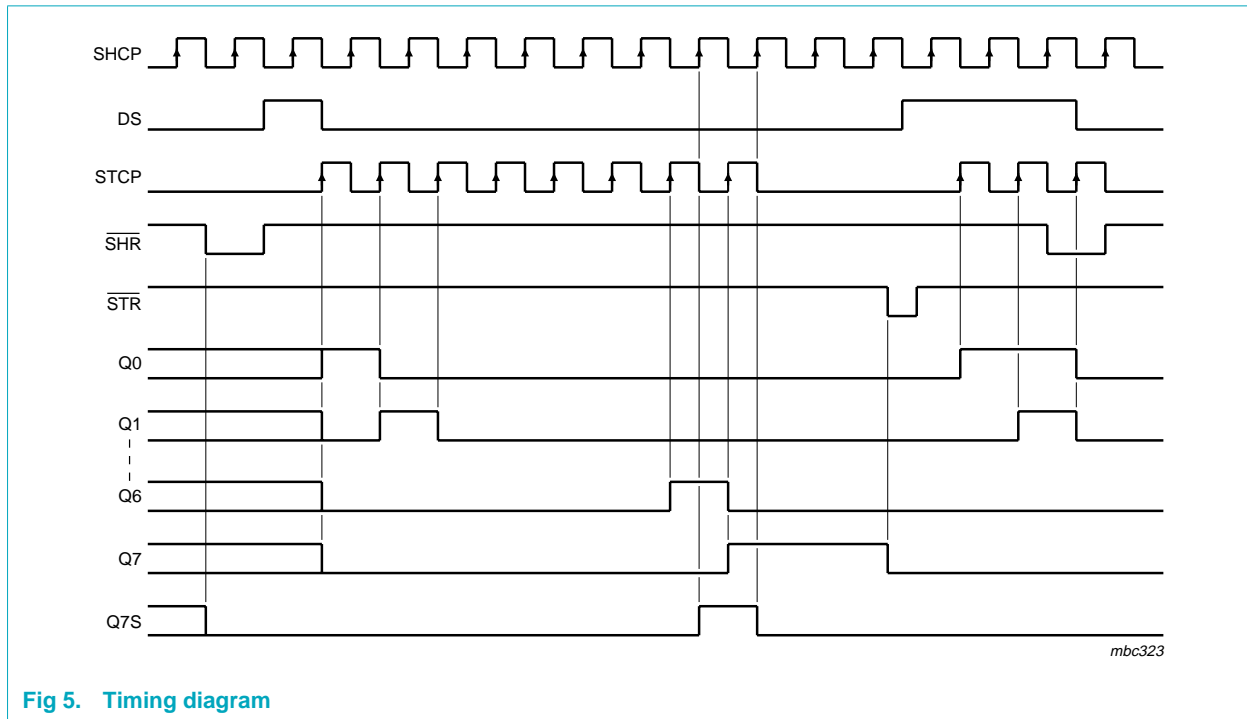 SHCP
DS
STCP
SHR
STR
Q0
Q1
Q6
Q7
Q7S
mbc323
Fig 5. Timing diagram